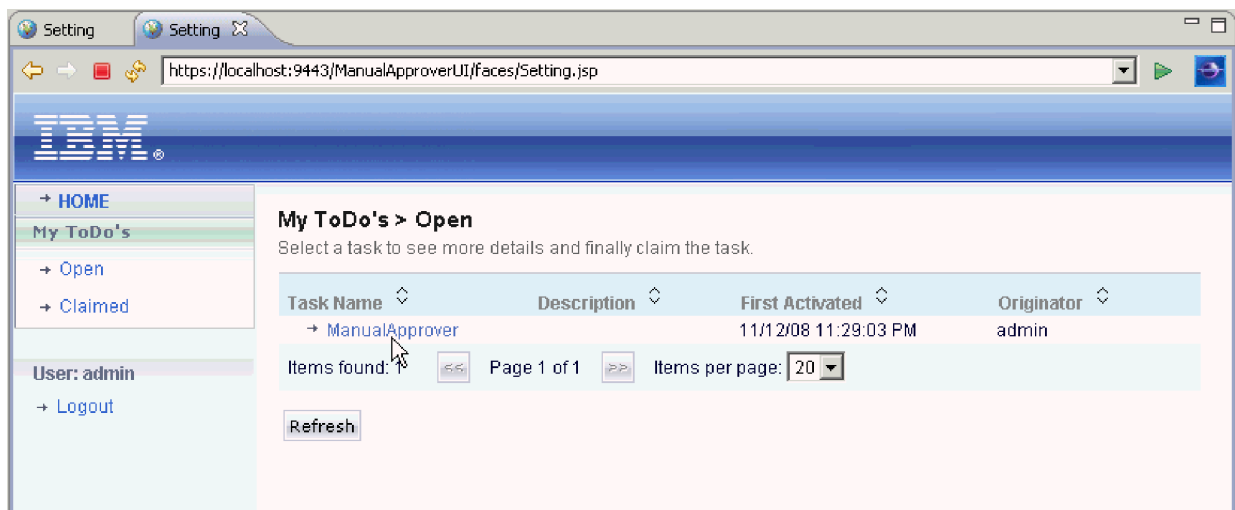 Setting Setting
https://localhost:9443/ManualApproverUI/faces/Setting.jsp
IBM®
HOME
My ToDo's
Open
Claimed
User: admin
Logout
My ToDo's > Open
Select a task to see more details and finally claim the task.
Task Name Description First Activated Originator
ManualApprover 11/12/08 11:29:03 PM admin
Items found: 1 << Page 1 of 1 >> Items per page: 20
Refresh